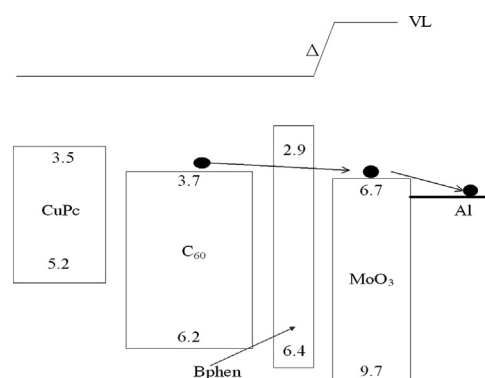 VL
Δ
2.9
3.5
3.7
6.7
CuPc
Al
C₆₀
MoO₃
5.2
6.2
6.4
Bphen
9.7